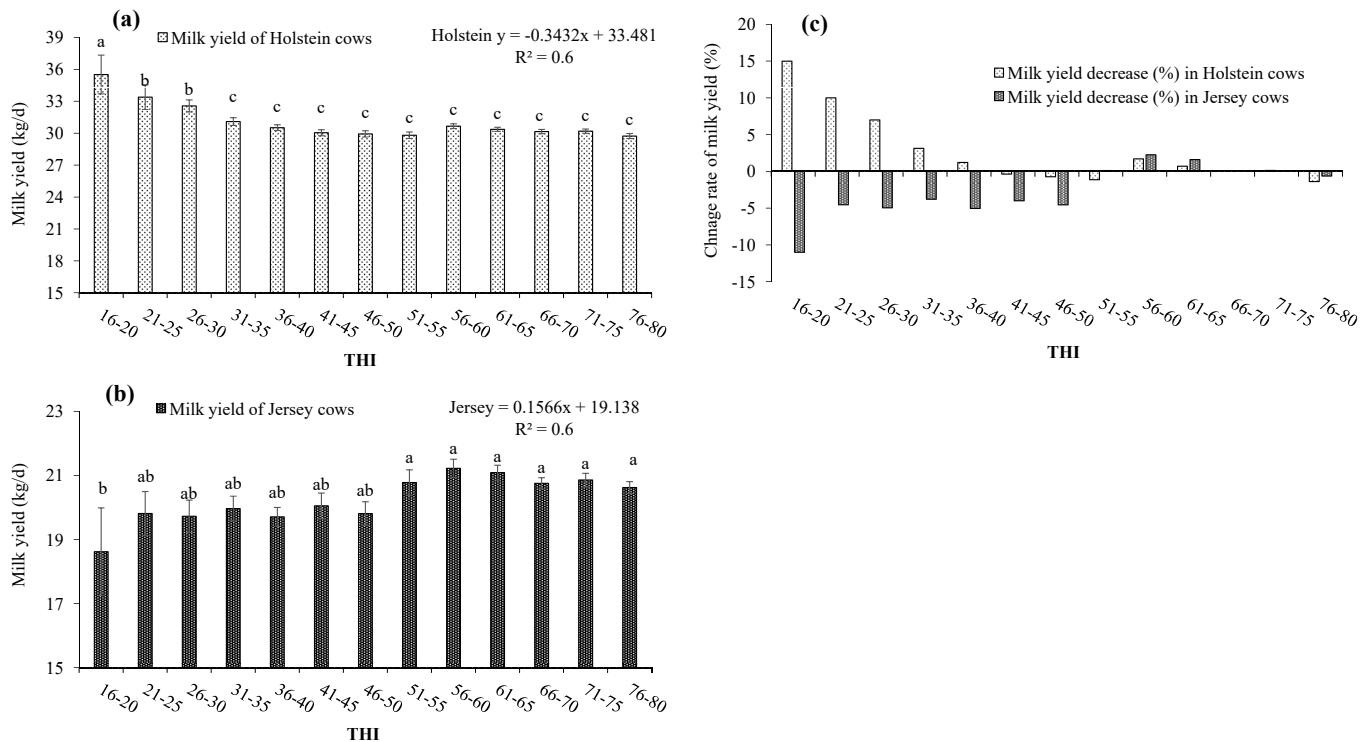 (a)
Milk yield of Holstein cows
Holstein y = -0.3432x + 33.481
R² = 0.6
Milk yield (kg/d)
39
36
33
30
27
24
21
18
15
a
b
b
c
c
c
c
c
c
c
c
c
c
16-20
21-25
26-30
31-35
36-40
41-45
46-50
51-55
56-60
61-65
66-70
71-75
76-80
THI
(b)
Milk yield of Jersey cows
Jersey = 0.1566x + 19.138
R² = 0.6
Milk yield (kg/d)
23
21
19
17
15
b
ab
ab
ab
ab
ab
ab
a
a
a
a
a
a
16-20
21-25
26-30
31-35
36-40
41-45
46-50
51-55
56-60
61-65
66-70
71-75
76-80
THI
(c)
Milk yield decrease (%) in Holstein cows
Milk yield decrease (%) in Jersey cows
Chnage rate of milk yield (%)
20
15
10
5
0
-5
-10
-15
16-20
21-25
26-30
31-35
36-40
41-45
46-50
51-55
56-60
61-65
66-70
71-75
76-80
THI